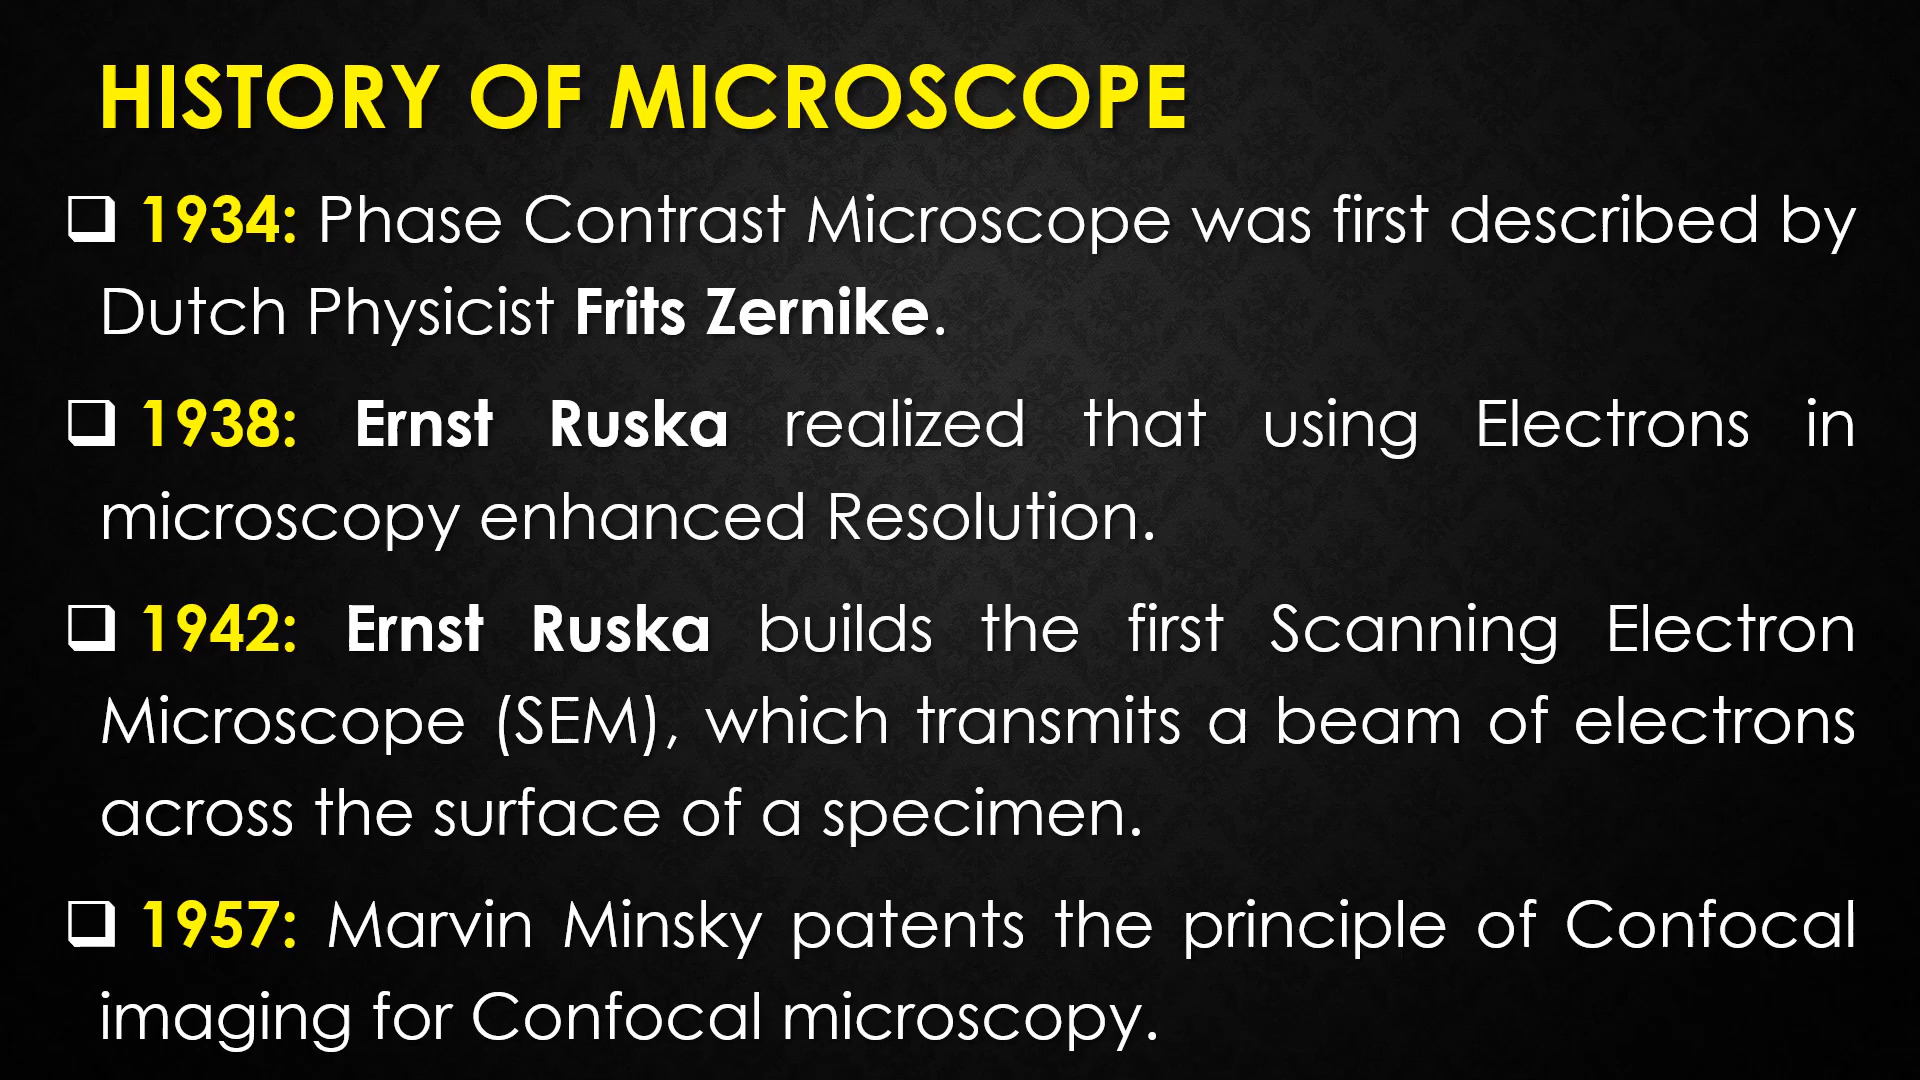 HISTORY OF MICROSCOPE
❑ 1934: Phase Contrast Microscope was first described by
Dutch Physicist Frits Zernike.
❑ 1938: Ernst Ruska realized that using Electrons in
microscopy enhanced Resolution.
❑ 1942: Ernst Ruska builds the first Scanning Electron
Microscope (SEM), which transmits a beam of electrons
across the surface of a specimen.
❑ 1957: Marvin Minsky patents the principle of Confocal
imaging for Confocal microscopy.